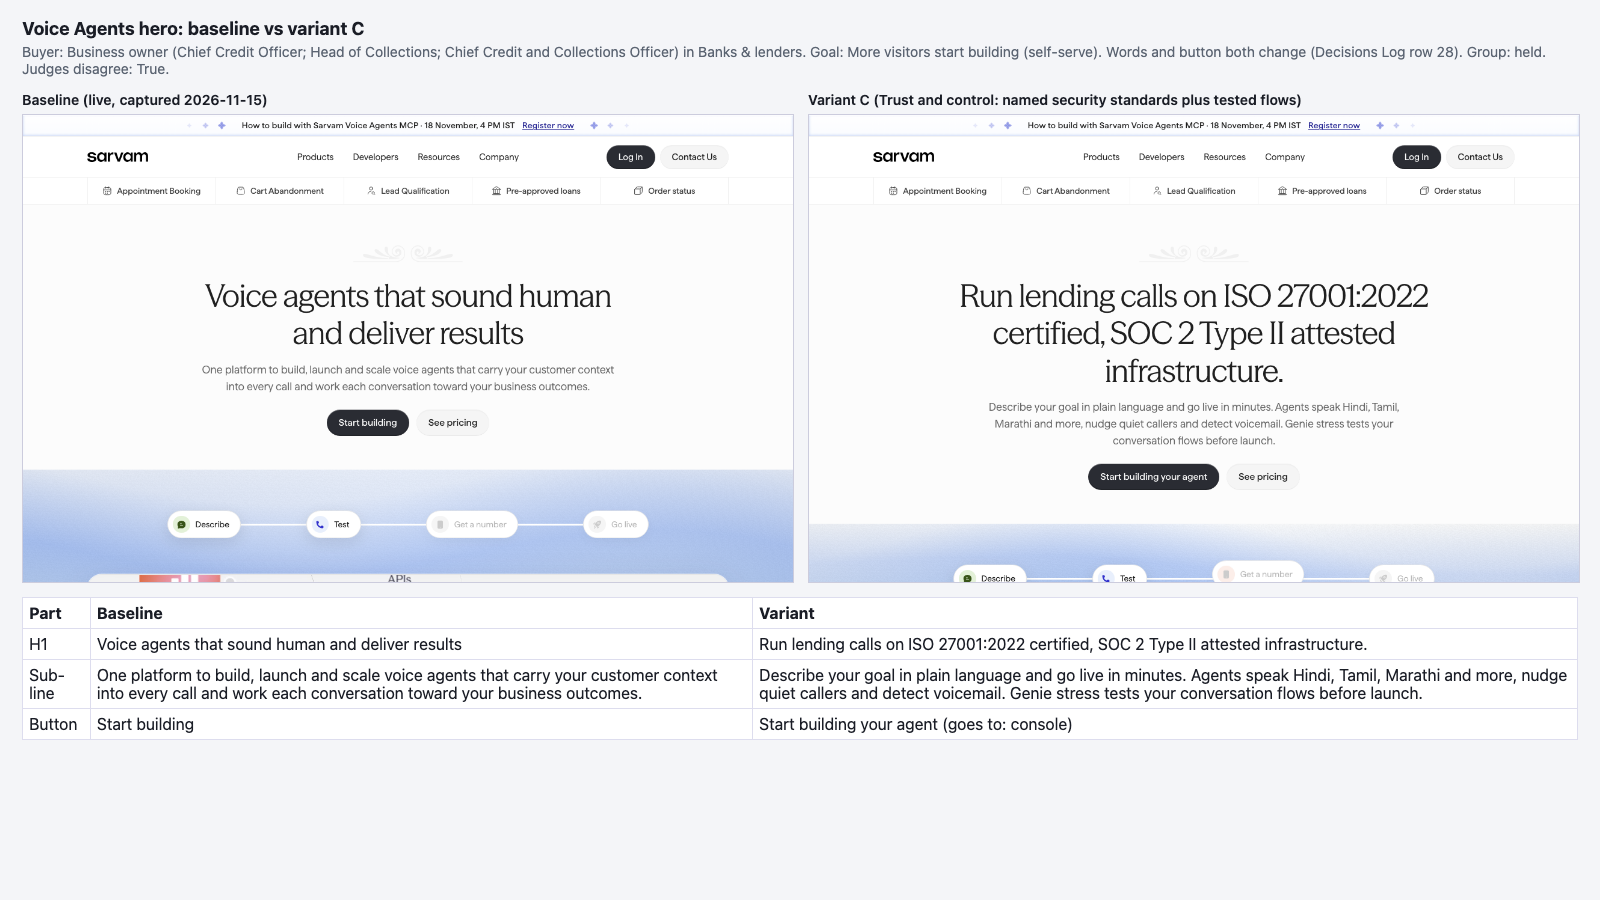 Voice Agents hero: baseline vs variant C
Buyer: Business owner (Chief Credit Officer; Head of Collections; Chief Credit and Collections Officer) in Banks & lenders. Goal: More visitors start building (self-serve). Words and button both change (Decisions Log row 28). Group: held.
Judges disagree: True.
Baseline (live, captured 2026-11-15)
How to build with Sarvam Voice Agents MCP · 18 November, 4 PM IST Register now
sarvam Products Developers Resources Company Log In Contact Us
Appointment Booking Cart Abandonment Lead Qualification Pre-approved loans Order status
Voice agents that sound human
and deliver results
One platform to build, launch and scale voice agents that carry your customer context
into every call and work each conversation toward your business outcomes.
Start building See pricing
Describe Test Get a number Go live
APIs
Variant C (Trust and control: named security standards plus tested flows)
How to build with Sarvam Voice Agents MCP · 18 November, 4 PM IST Register now
sarvam Products Developers Resources Company Log In Contact Us
Appointment Booking Cart Abandonment Lead Qualification Pre-approved loans Order status
Run lending calls on ISO 27001:2022
certified, SOC 2 Type II attested
infrastructure.
Describe your goal in plain language and go live in minutes. Agents speak Hindi, Tamil,
Marathi and more, nudge quiet callers and detect voicemail. Genie stress tests your
conversation flows before launch.
Start building your agent See pricing
Describe Test Get a number Go live
Part Baseline Variant
H1 Voice agents that sound human and deliver results Run lending calls on ISO 27001:2022 certified, SOC 2 Type II attested infrastructure.
Sub-line One platform to build, launch and scale voice agents that carry your customer context into every call and work each conversation toward your business outcomes. Describe your goal in plain language and go live in minutes. Agents speak Hindi, Tamil, Marathi and more, nudge quiet callers and detect voicemail. Genie stress tests your conversation flows before launch.
Button Start building Start building your agent (goes to: console)